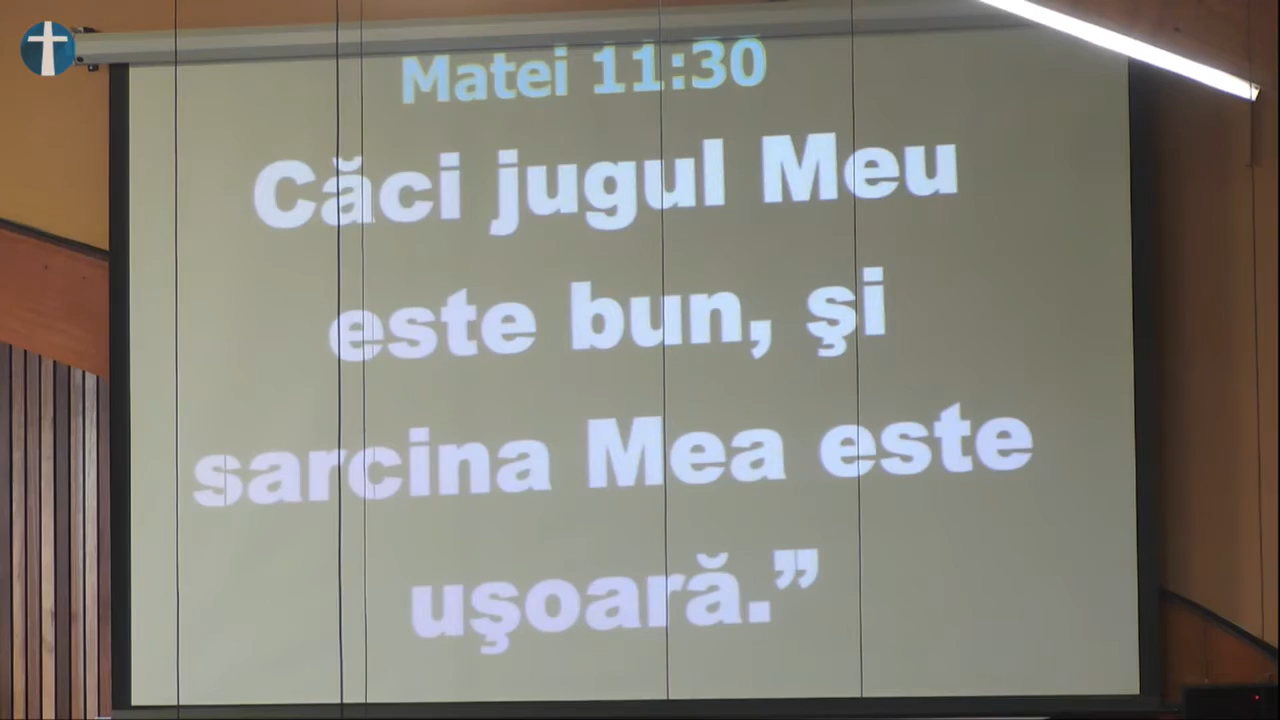 Matei 11:30
Căci jugul Meu
este bun, şi
sarcina Mea este
uşoară.”